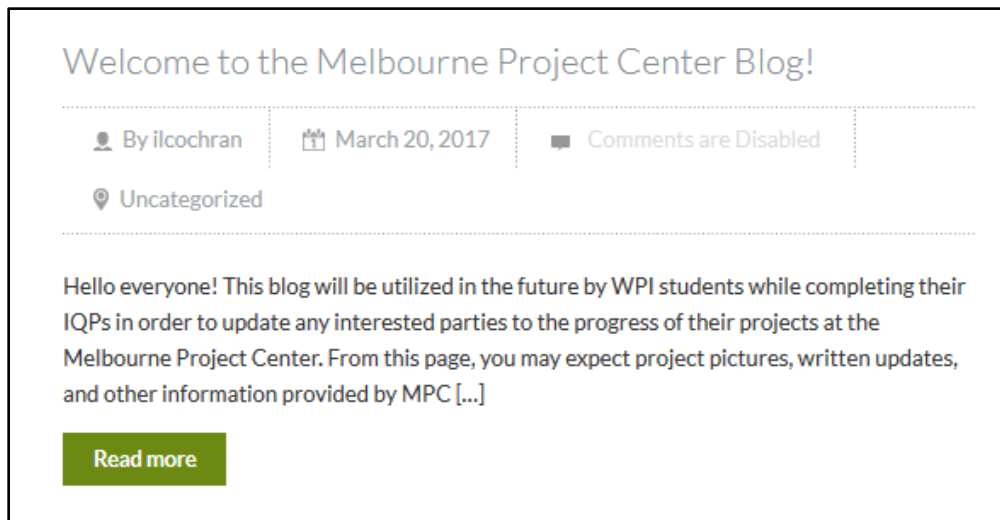 Welcome to the Melbourne Project Center Blog!
By ilcochran
March 20, 2017
Comments are Disabled
Uncategorized
Hello everyone! This blog will be utilized in the future by WPI students while completing their
IQPs in order to update any interested parties to the progress of their projects at the
Melbourne Project Center. From this page, you may expect project pictures, written updates,
and other information provided by MPC [...]
Read more